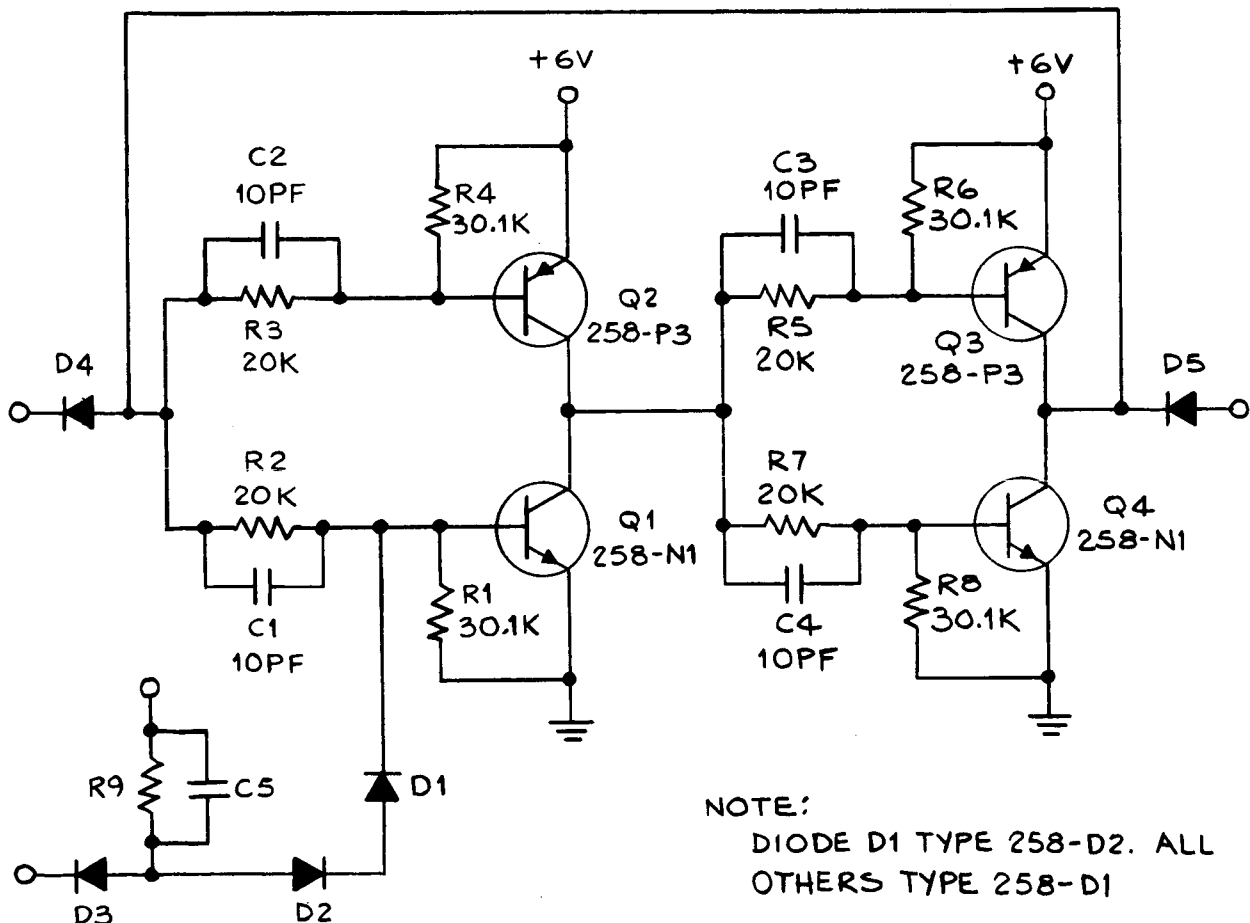 +6V
+6V
C2
10PF
R4
30.1K
C3
10PF
R6
30.1K
R3
20K
Q2
258-P3
R5
20K
Q3
258-P3
D4
D5
R2
20K
Q1
258-N1
R7
20K
Q4
258-N1
C1
10PF
R1
30.1K
C4
10PF
R8
30.1K
R9
C5
D1
D3
D2
NOTE:
DIODE D1 TYPE 258-D2. ALL
OTHERS TYPE 258-D1